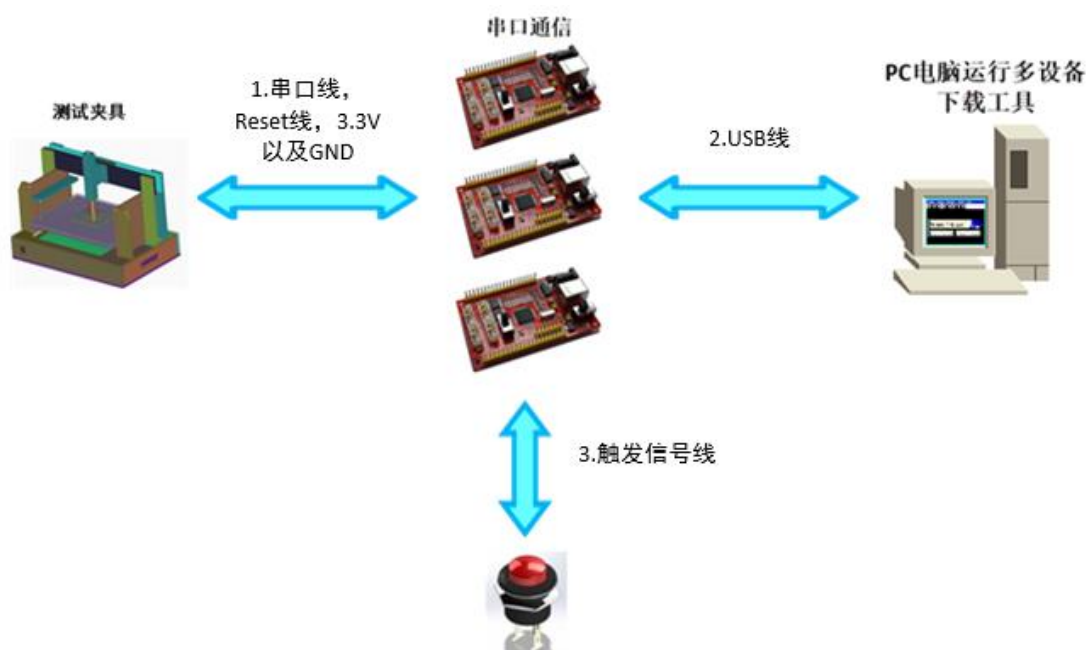 串口通信
PC电脑运行多设备
下载工具
测试夹具
1.串口线，
Reset线，3.3V
以及GND
2.USB线
3.触发信号线